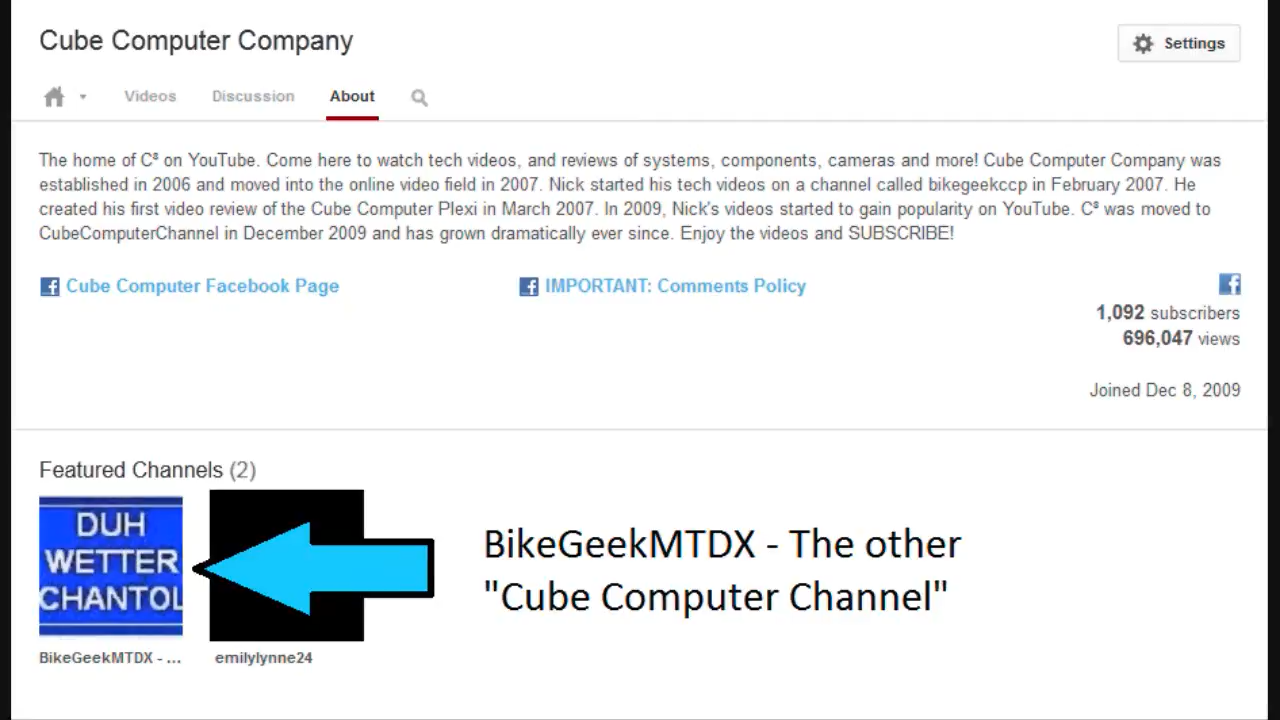 Cube Computer Company
Settings
Videos
Discussion
About
The home of C³ on YouTube. Come here to watch tech videos, and reviews of systems, components, cameras and more! Cube Computer Company was
established in 2006 and moved into the online video field in 2007. Nick started his tech videos on a channel called bikegeekccp in February 2007. He
created his first video review of the Cube Computer Plexi in March 2007. In 2009, Nick's videos started to gain popularity on YouTube. C³ was moved to
CubeComputerChannel in December 2009 and has grown dramatically ever since. Enjoy the videos and SUBSCRIBE!
Cube Computer Facebook Page
IMPORTANT: Comments Policy
1,092 subscribers
696,047 views
Joined Dec 8, 2009
Featured Channels (2)
DUH
WETTER
CHANTOL
BikeGeekMTDX - ...
emilylynne24
BikeGeekMTDX - The other
"Cube Computer Channel"